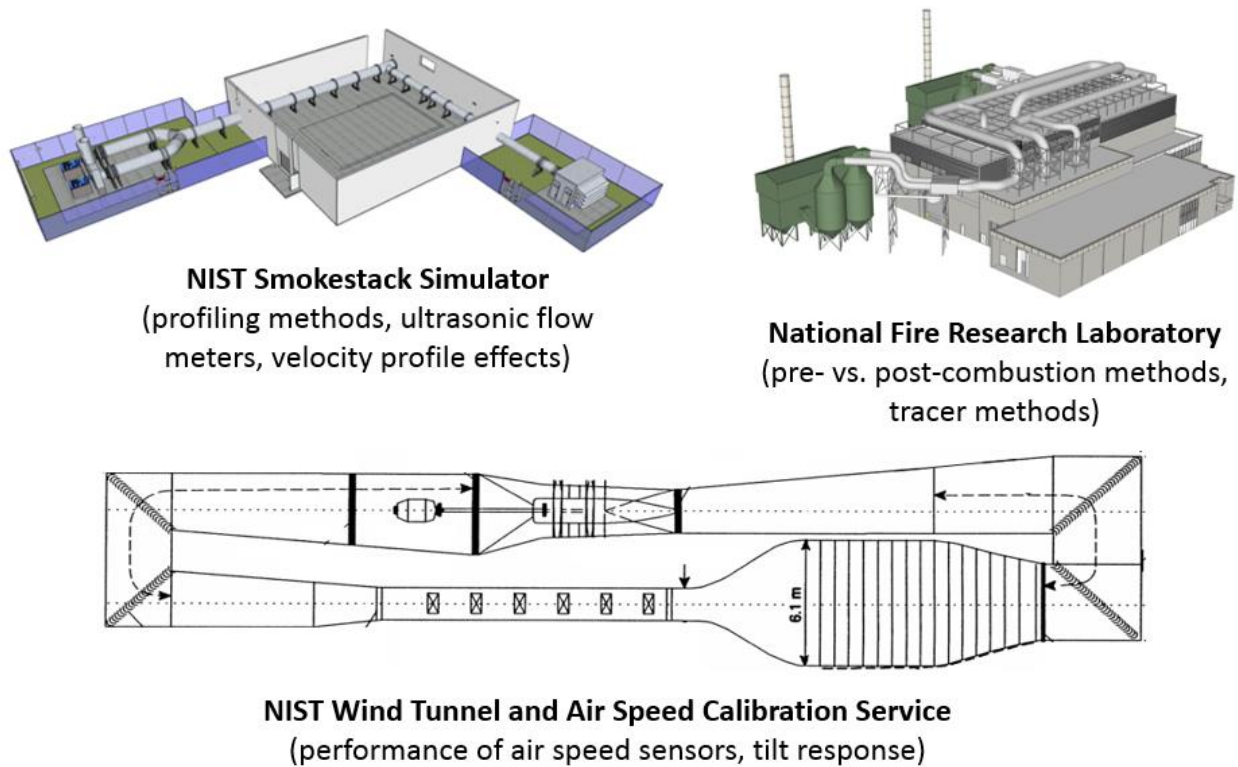 NIST Smokestack Simulator
(profiling methods, ultrasonic flow
meters, velocity profile effects)
National Fire Research Laboratory
(pre- vs. post-combustion methods,
tracer methods)
6.1 m
NIST Wind Tunnel and Air Speed Calibration Service
(performance of air speed sensors, tilt response)